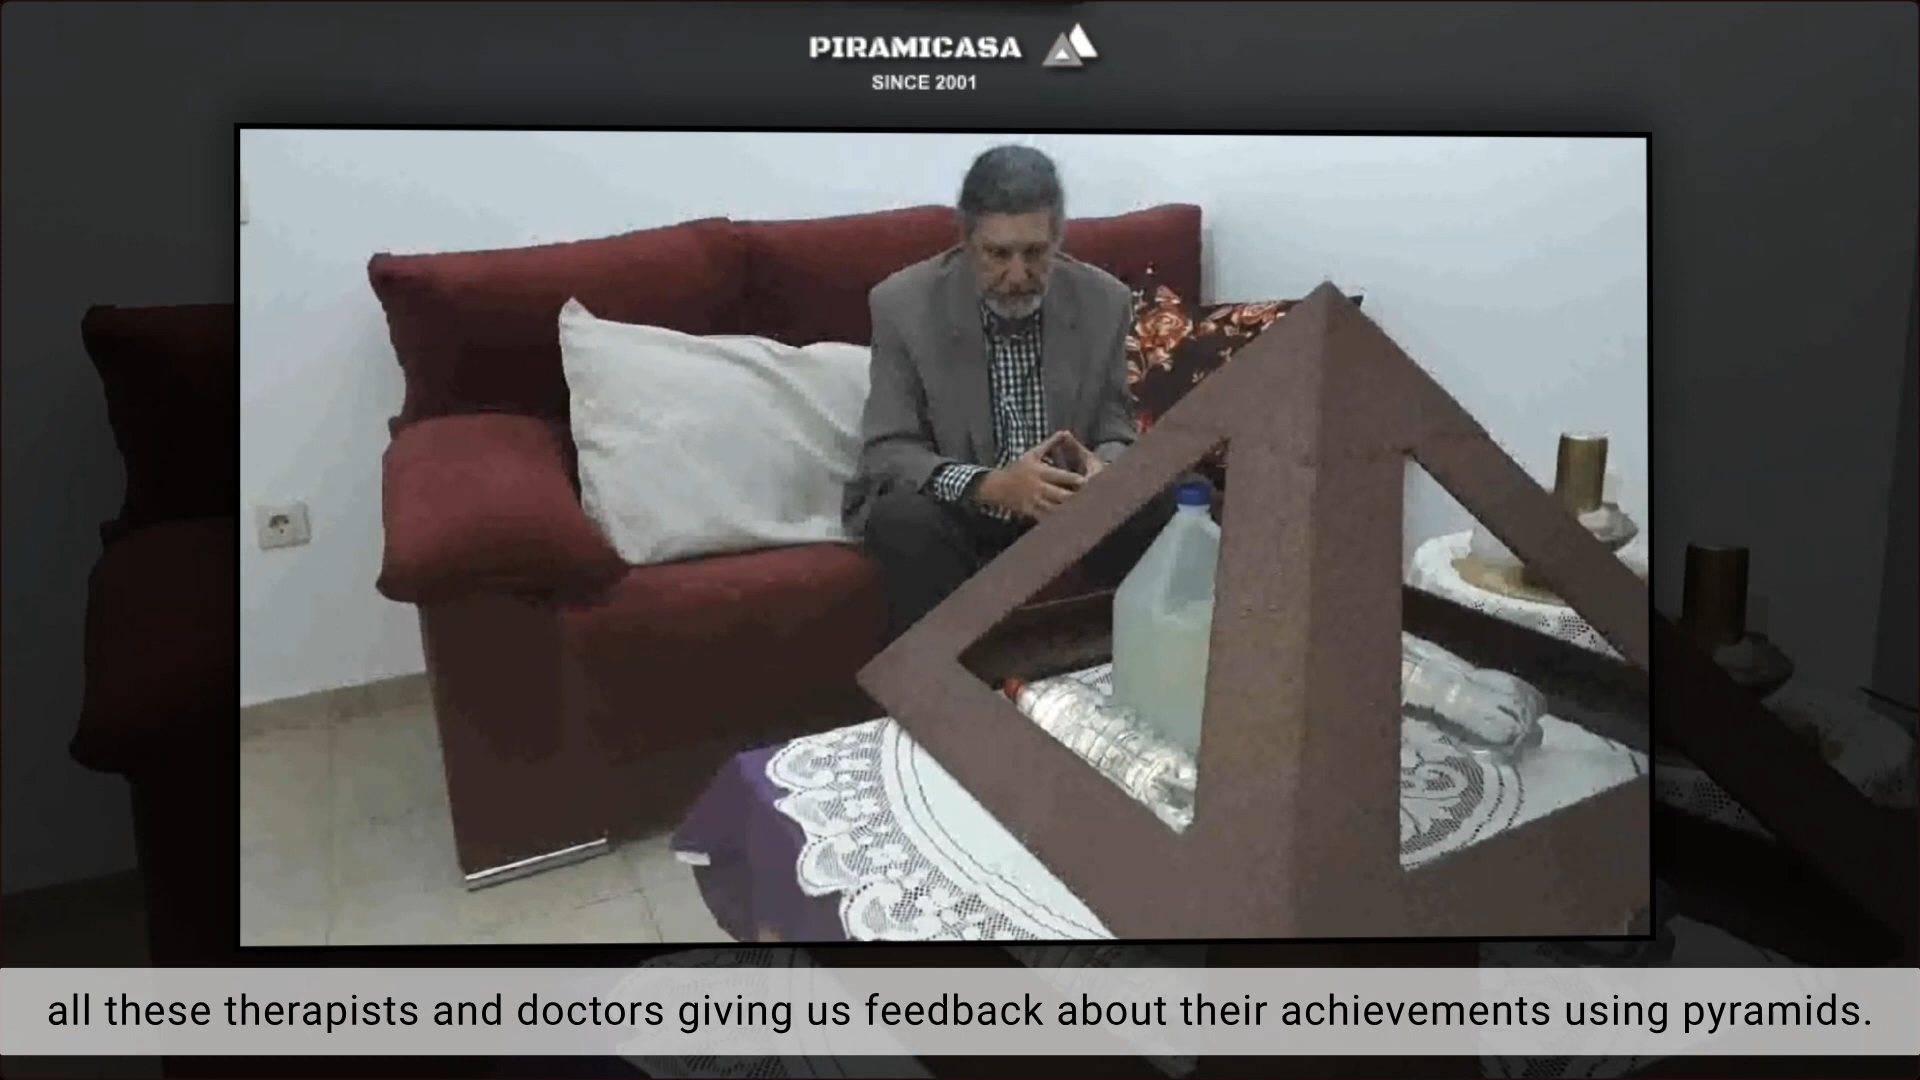 PIRAMICASA
SINCE 2001
all these therapists and doctors giving us feedback about their achievements using pyramids.